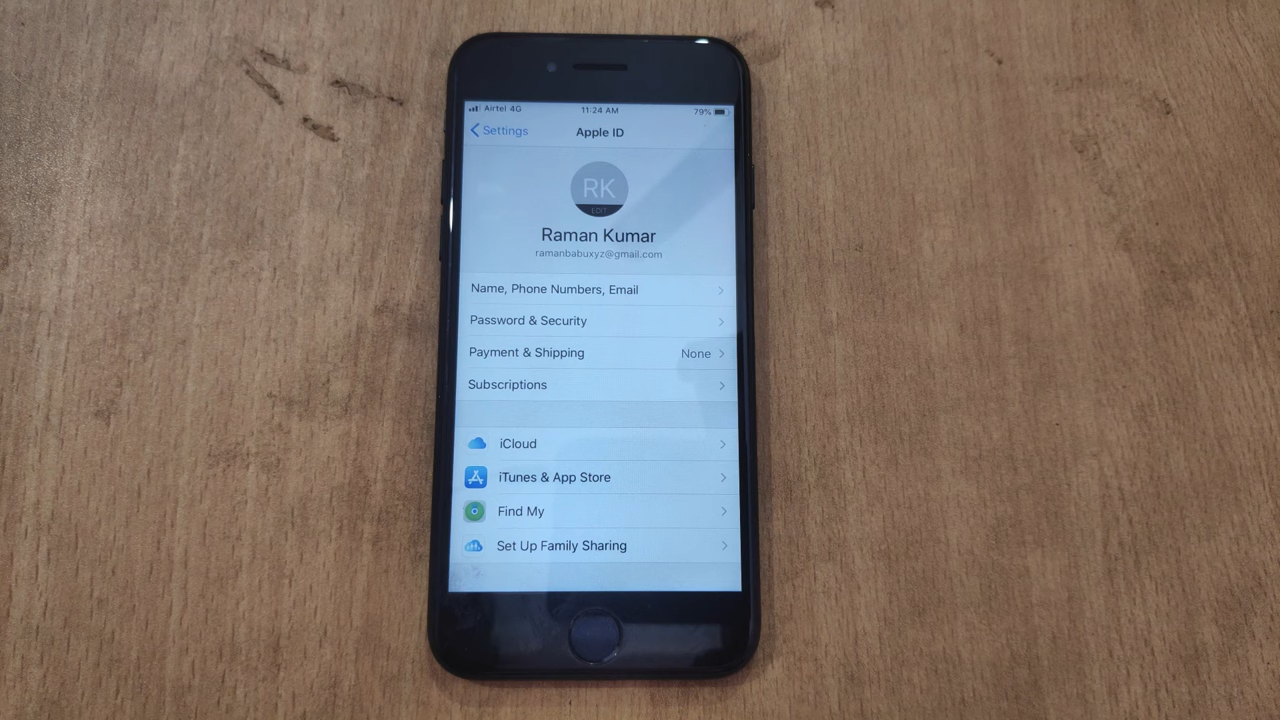 Airtel 4G 11:24 AM 79%
Settings Apple ID
RK
EDIT
Raman Kumar
ramanbabuxyz@gmail.com
Name, Phone Numbers, Email
Password & Security
Payment & Shipping None
Subscriptions
iCloud
iTunes & App Store
Find My
Set Up Family Sharing